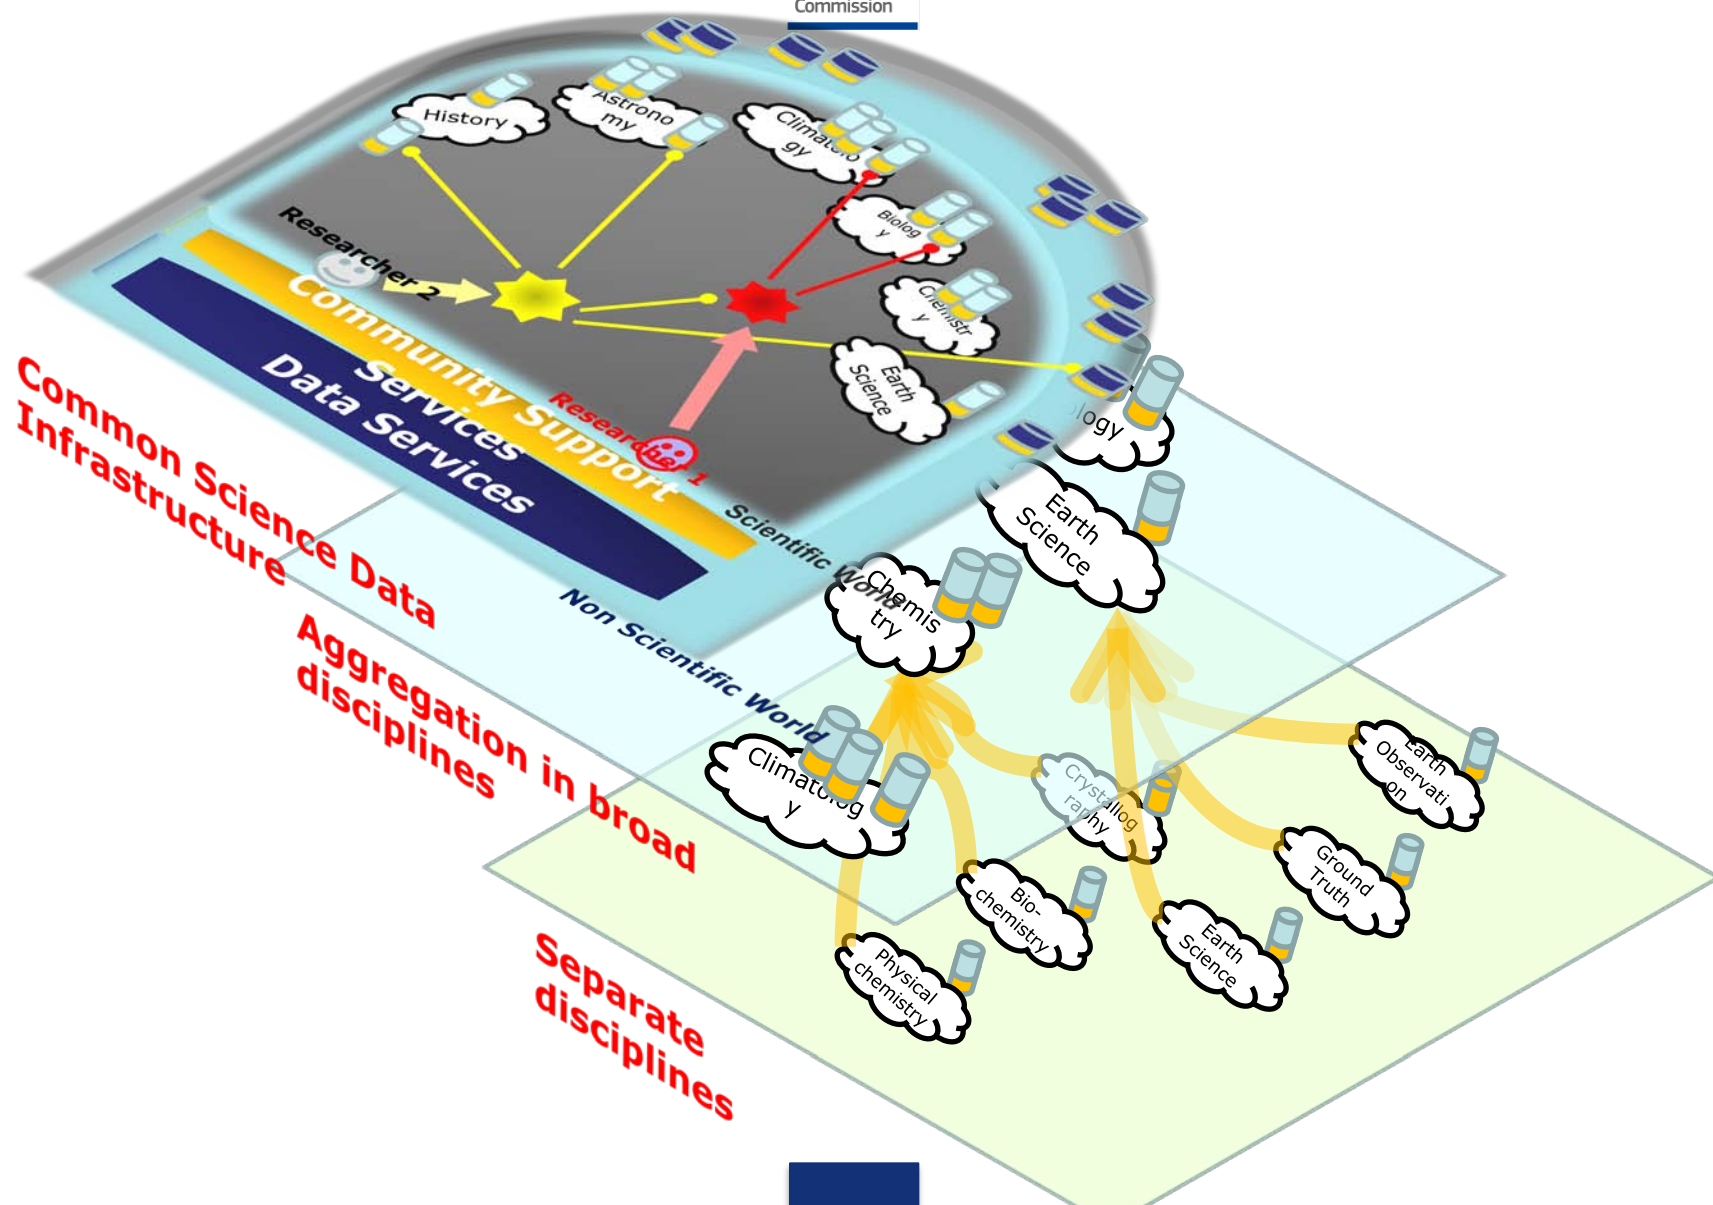 Commission
History
Astrono
my
Climatolo
gy
Biolog
y
Chemistr
y
Earth
Science
Researcher 2
Researcher 1
Community Support
Services
Data Services
Scientific World
Non Scientific World
Common Science Data
Infrastructure
Aggregation in broad
disciplines
Separate
disciplines
logy
Earth
Science
Chemis
try
Climatolog
y
Crystallog
raphy
Bio-
chemistry
Physical
chemistry
Earth
Science
Ground
Truth
Earth
Observati
on